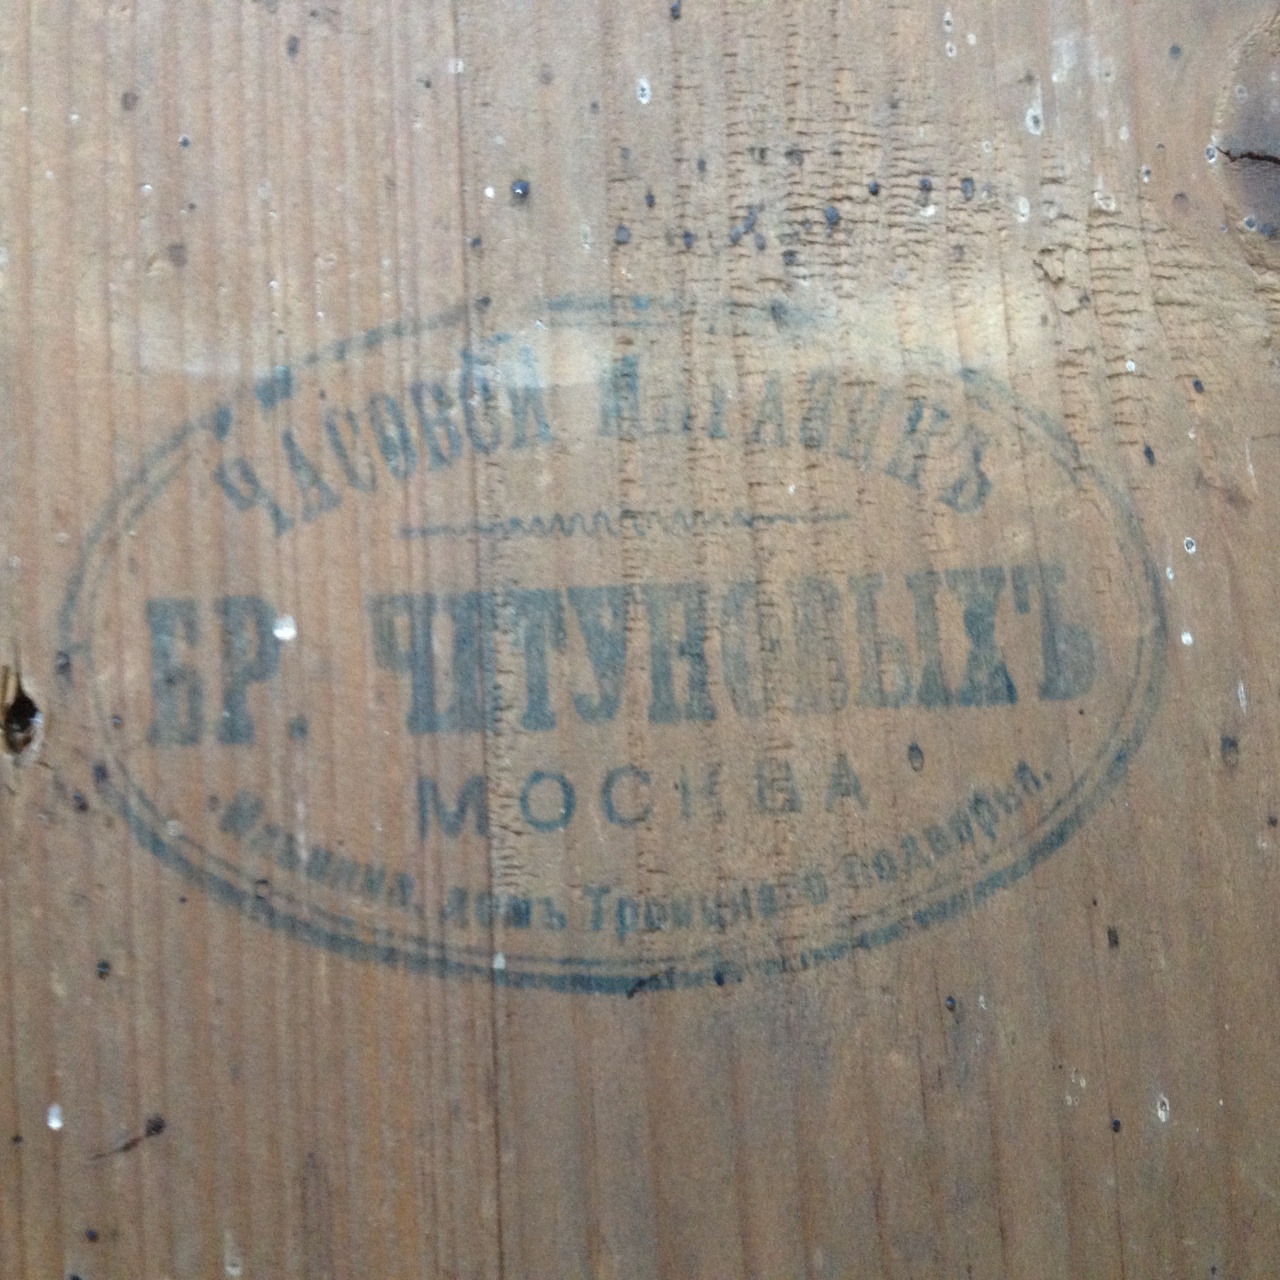 Часовой Магазинъ
БР. ЧИТУНОВЫХЪ
МОСКВА
Ильинка, домъ Троицкаго Подворья.